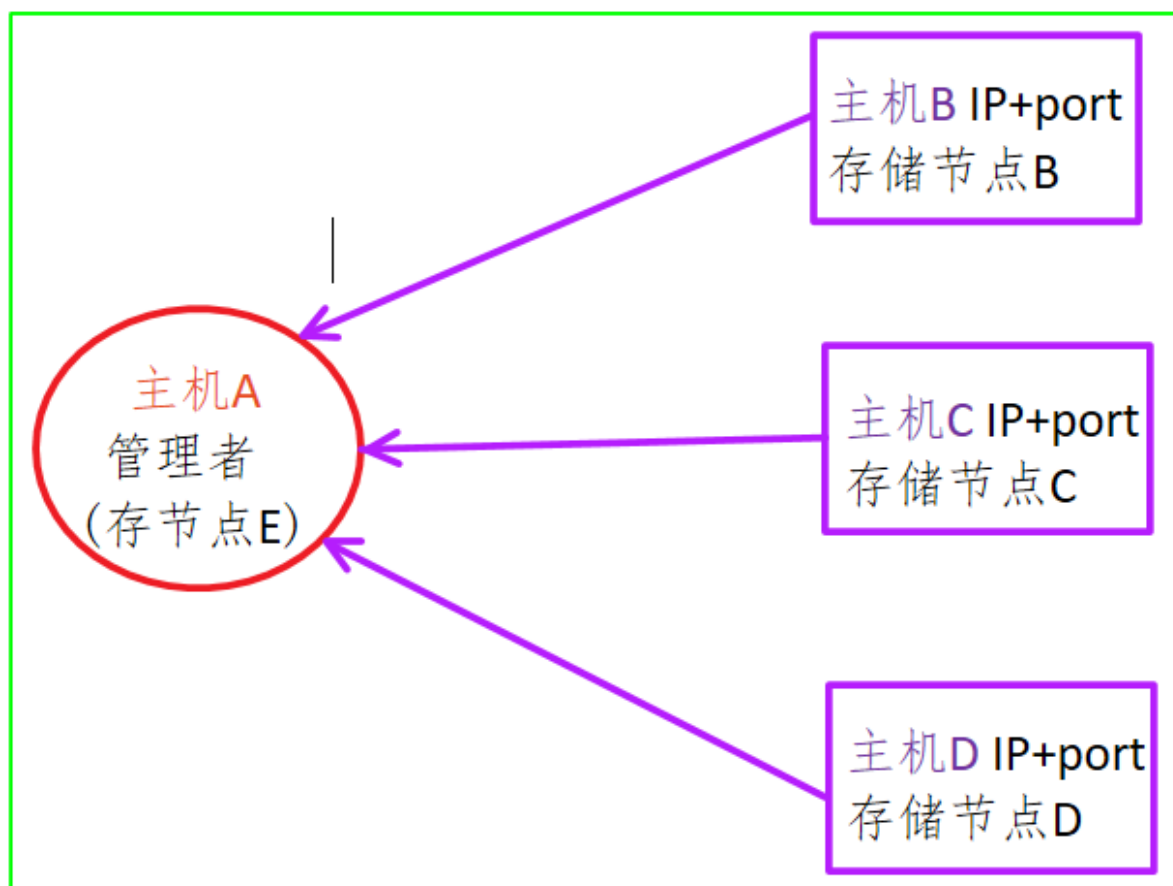 主机A
管理者
(存节点E)
主机B IP+port
存储节点B
主机C IP+port
存储节点C
主机D IP+port
存储节点D